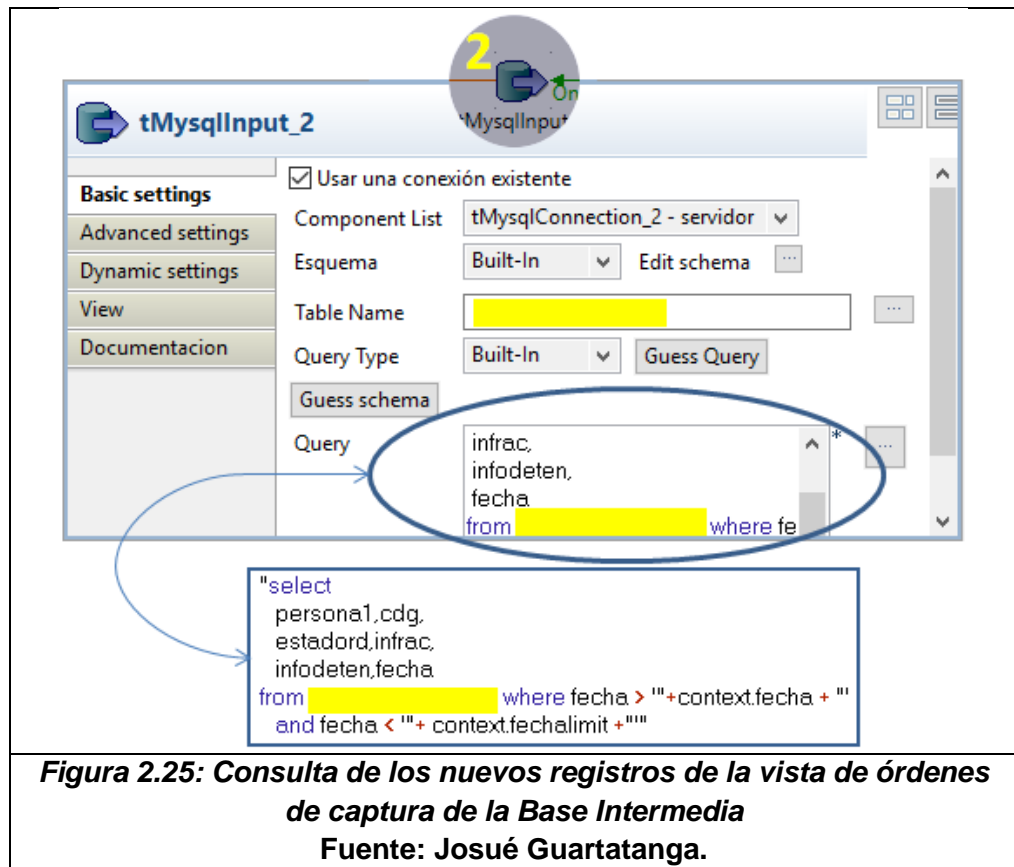 2
On
tMysqlInput
tMysqlInput_2
Basic settings
Advanced settings
Dynamic settings
View
Documentacion
Usar una conexión existente
Component List tMysqlConnection_2 - servidor
Esquema Built-In Edit schema ...
Table Name ...
Query Type Built-In Guess Query
Guess schema
Query
infrac,
infodeten,
fecha
from where fe
* ...
"select
persona1,cdg,
estadord,infrac,
infodeten,fecha
from where fecha > '"+context.fecha + "'
and fecha < '"+ context.fechalimit +"'"
Figura 2.25: Consulta de los nuevos registros de la vista de órdenes
de captura de la Base Intermedia
Fuente: Josué Guartatanga.